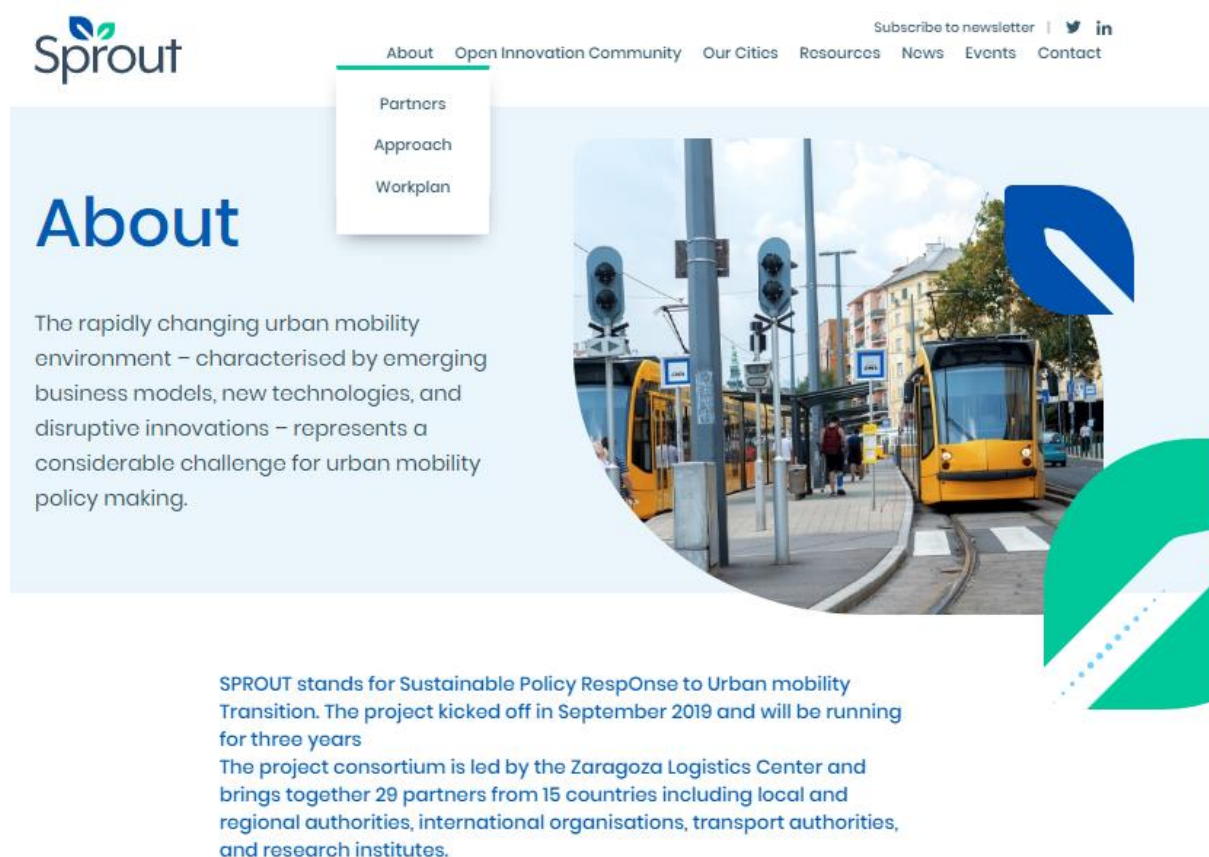 Sprout
Subscribe to newsletter | in
About Open Innovation Community Our Cities Resources News Events Contact
Partners
Approach
Workplan
About
The rapidly changing urban mobility
environment – characterised by emerging
business models, new technologies, and
disruptive innovations – represents a
considerable challenge for urban mobility
policy making.
SPROUT stands for Sustainable Policy RespOnse to Urban mobility
Transition. The project kicked off in September 2019 and will be running
for three years
The project consortium is led by the Zaragoza Logistics Center and
brings together 29 partners from 15 countries including local and
regional authorities, international organisations, transport authorities,
and research institutes.